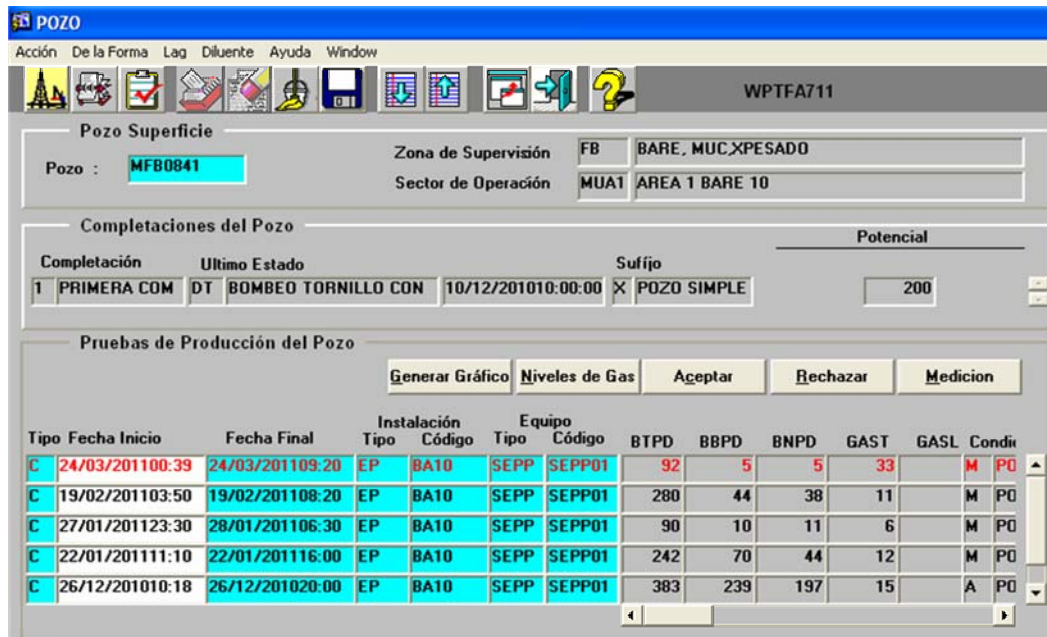 POZO
Acción De la Forma Lag Diluente Ayuda Window
WPTFA711
Pozo Superficie
Pozo : MFB0841 Zona de Supervisión FB BARE, MUC,XPESADO
Sector de Operación MUA1 AREA 1 BARE 10
Completaciones del Pozo
Potencial
Completación Ultimo Estado Sufíjo
1 PRIMERA COM DT BOMBEO TORNILLO CON 10/12/201010:00:00 X POZO SIMPLE 200
Pruebas de Producción del Pozo
Generar Gráfico Niveles de Gas Aceptar Rechazar Medicion
Instalación Equipo
Tipo Fecha Inicio Fecha Final Tipo Código Tipo Código BTPD BBPD BNPD GAST GASL Condi
C 24/03/201100:39 24/03/201109:20 EP BA10 SEPP SEPP01 92 5 5 33 M PO
C 19/02/201103:50 19/02/201108:20 EP BA10 SEPP SEPP01 280 44 38 11 M PO
C 27/01/201123:30 28/01/201106:30 EP BA10 SEPP SEPP01 90 10 11 6 M PO
C 22/01/201111:10 22/01/201116:00 EP BA10 SEPP SEPP01 242 70 44 12 M PO
C 26/12/201010:18 26/12/201020:00 EP BA10 SEPP SEPP01 383 239 197 15 A PO